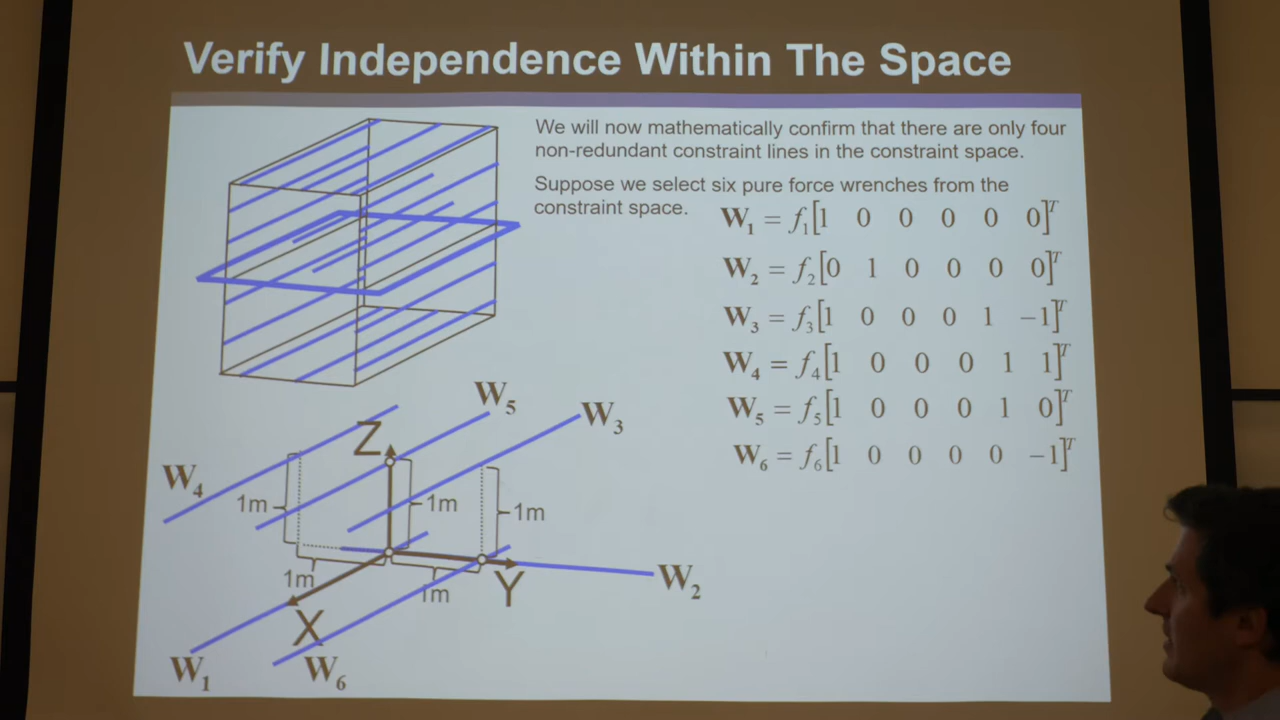 Verify Independence Within The Space
We will now mathematically confirm that there are only four
non-redundant constraint lines in the constraint space.
Suppose we select six pure force wrenches from the
constraint space.
W₁ = f₁[1 0 0 0 0 0]ᵀ
W₂ = f₂[0 1 0 0 0 0]ᵀ
W₃ = f₃[1 0 0 0 1 −1]ᵀ
W₄ = f₄[1 0 0 0 1 1]ᵀ
W₅ = f₅[1 0 0 0 1 0]ᵀ
W₆ = f₆[1 0 0 0 0 −1]ᵀ
W₅
W₃
Z
W₄
1m
1m
1m
1m
1m
Y
W₂
X
W₁
W₆